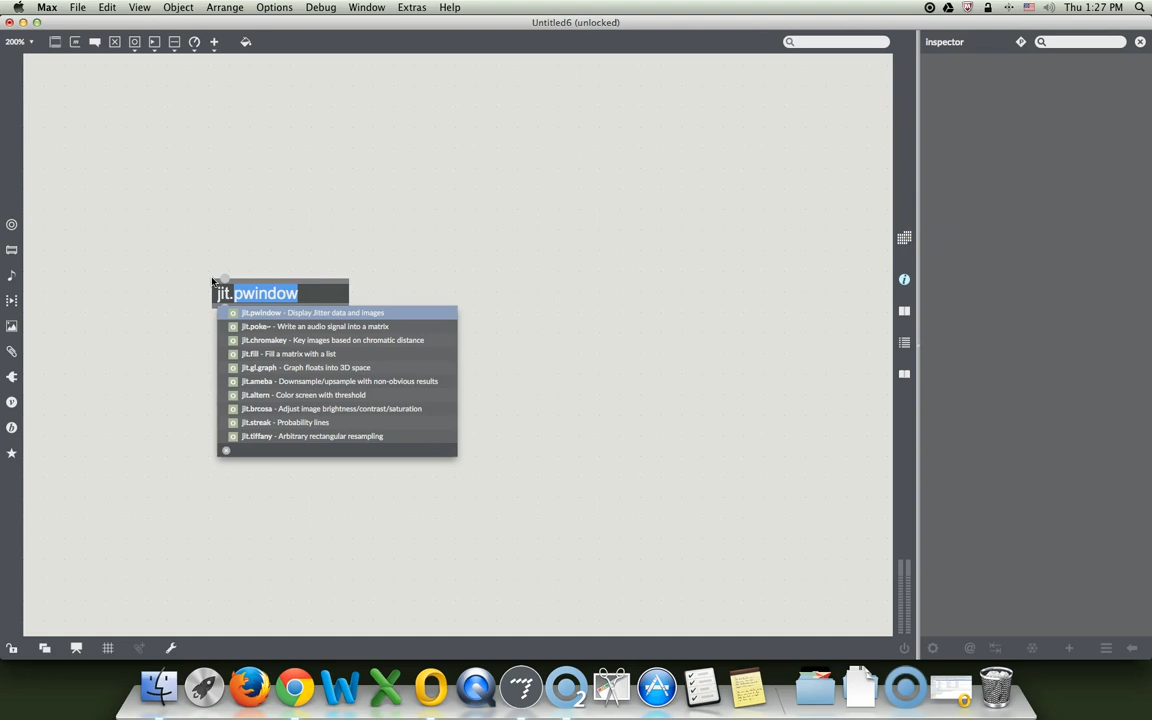 Max File Edit View Object Arrange Options Debug Window Extras Help Thu 1:27 PM
Untitled6 (unlocked)
200%
inspector
jit.pwindow
jit.pwindow - Display Jitter data and images
jit.poke~ - Write an audio signal into a matrix
jit.chromakey - Key images based on chromatic distance
jit.fill - Fill a matrix with a list
jit.gl.graph - Graph floats into 3D space
jit.ameba - Downsample/upsample with non-obvious results
jit.altern - Color screen with threshold
jit.brcosa - Adjust image brightness/contrast/saturation
jit.streak - Probability lines
jit.tiffany - Arbitrary rectangular resampling
2